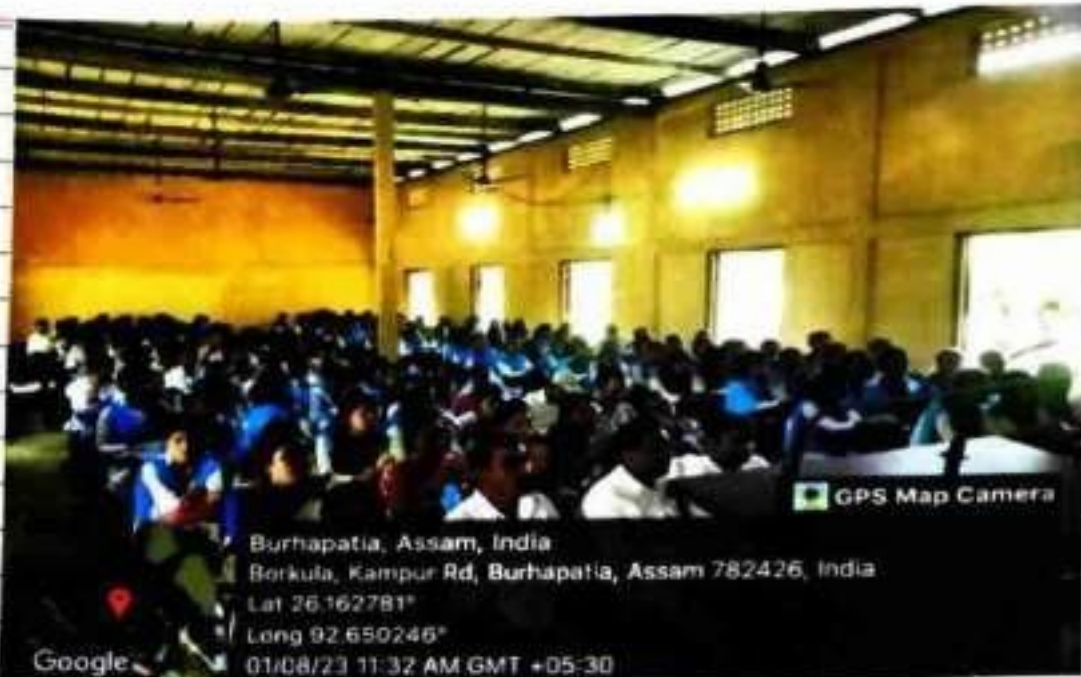 GPS Map Camera
Burhapatia, Assam, India
Borkula, Kampur Rd, Burhapatia, Assam 782426, India
Lat 26.162781°
Long 92.650246°
01/08/23 11:32 AM GMT +05:30
Google